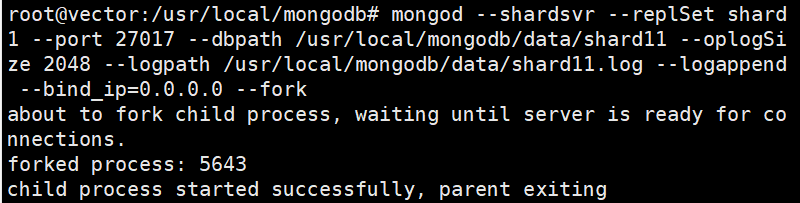 root@vector:/usr/local/mongodb# mongod --shardsvr --replSet shard
1 --port 27017 --dbpath /usr/local/mongodb/data/shard11 --oplogSi
ze 2048 --logpath /usr/local/mongodb/data/shard11.log --logappend
 --bind_ip=0.0.0.0 --fork
about to fork child process, waiting until server is ready for co
nnections.
forked process: 5643
child process started successfully, parent exiting